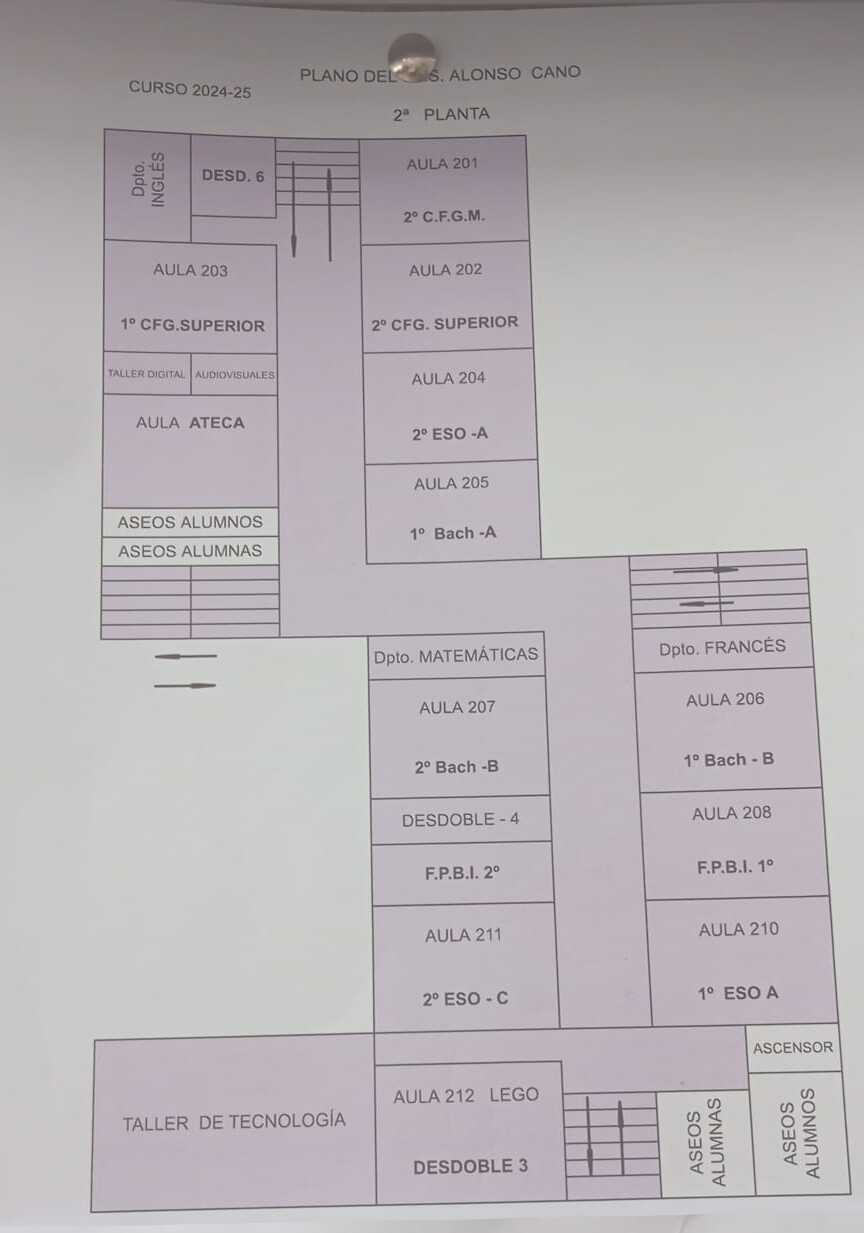 CURSO 2024-25
PLANO DEL S. ALONSO CANO
2ª PLANTA
Dpto. INGLÉS
DESD. 6
AULA 201
2º C.F.G.M.
AULA 203
1º CFG.SUPERIOR
AULA 202
2º CFG. SUPERIOR
TALLER DIGITAL
AUDIOVISUALES
AULA 204
2º ESO -A
AULA ATECA
AULA 205
1º Bach -A
ASEOS ALUMNOS
ASEOS ALUMNAS
Dpto. MATEMÁTICAS
Dpto. FRANCÉS
AULA 207
2º Bach -B
AULA 206
1º Bach - B
DESDOBLE - 4
F.P.B.I. 2º
AULA 208
F.P.B.I. 1º
AULA 211
2º ESO - C
AULA 210
1º ESO A
ASCENSOR
TALLER DE TECNOLOGÍA
AULA 212 LEGO
DESDOBLE 3
ASEOS
ALUMNAS
ASEOS
ALUMNOS